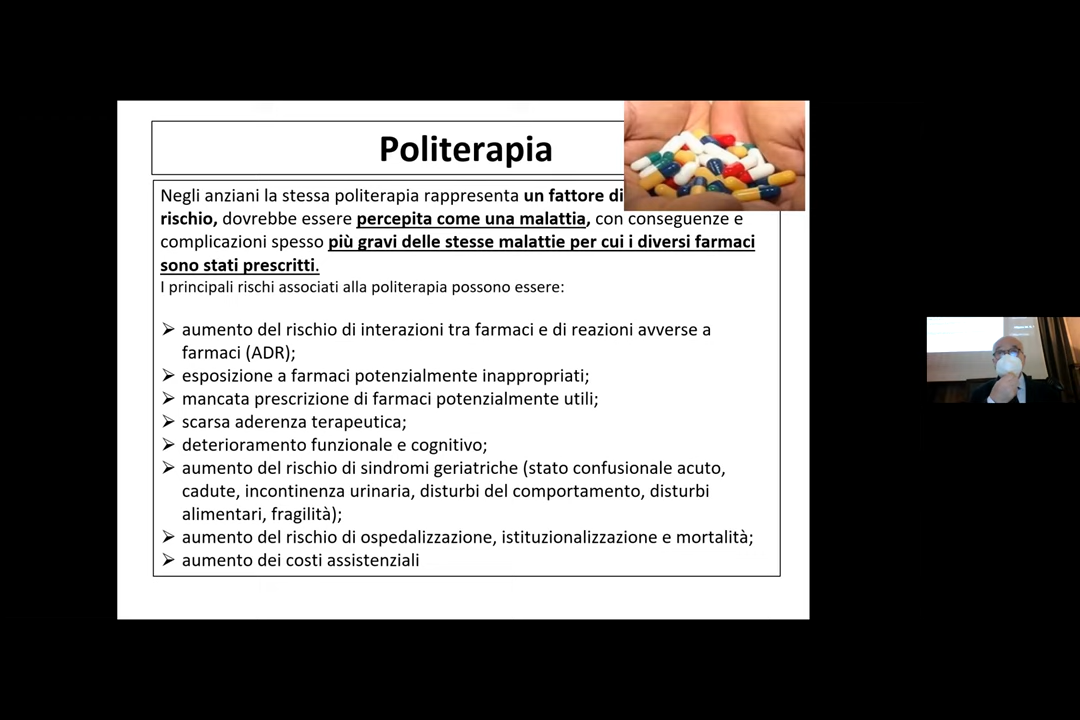 Politerapia
Negli anziani la stessa politerapia rappresenta un fattore di
rischio, dovrebbe essere percepita come una malattia, con conseguenze e
complicazioni spesso più gravi delle stesse malattie per cui i diversi farmaci
sono stati prescritti.
I principali rischi associati alla politerapia possono essere:
➢ aumento del rischio di interazioni tra farmaci e di reazioni avverse a
farmaci (ADR);
➢ esposizione a farmaci potenzialmente inappropriati;
➢ mancata prescrizione di farmaci potenzialmente utili;
➢ scarsa aderenza terapeutica;
➢ deterioramento funzionale e cognitivo;
➢ aumento del rischio di sindromi geriatriche (stato confusionale acuto,
cadute, incontinenza urinaria, disturbi del comportamento, disturbi
alimentari, fragilità);
➢ aumento del rischio di ospedalizzazione, istituzionalizzazione e mortalità;
➢ aumento dei costi assistenziali